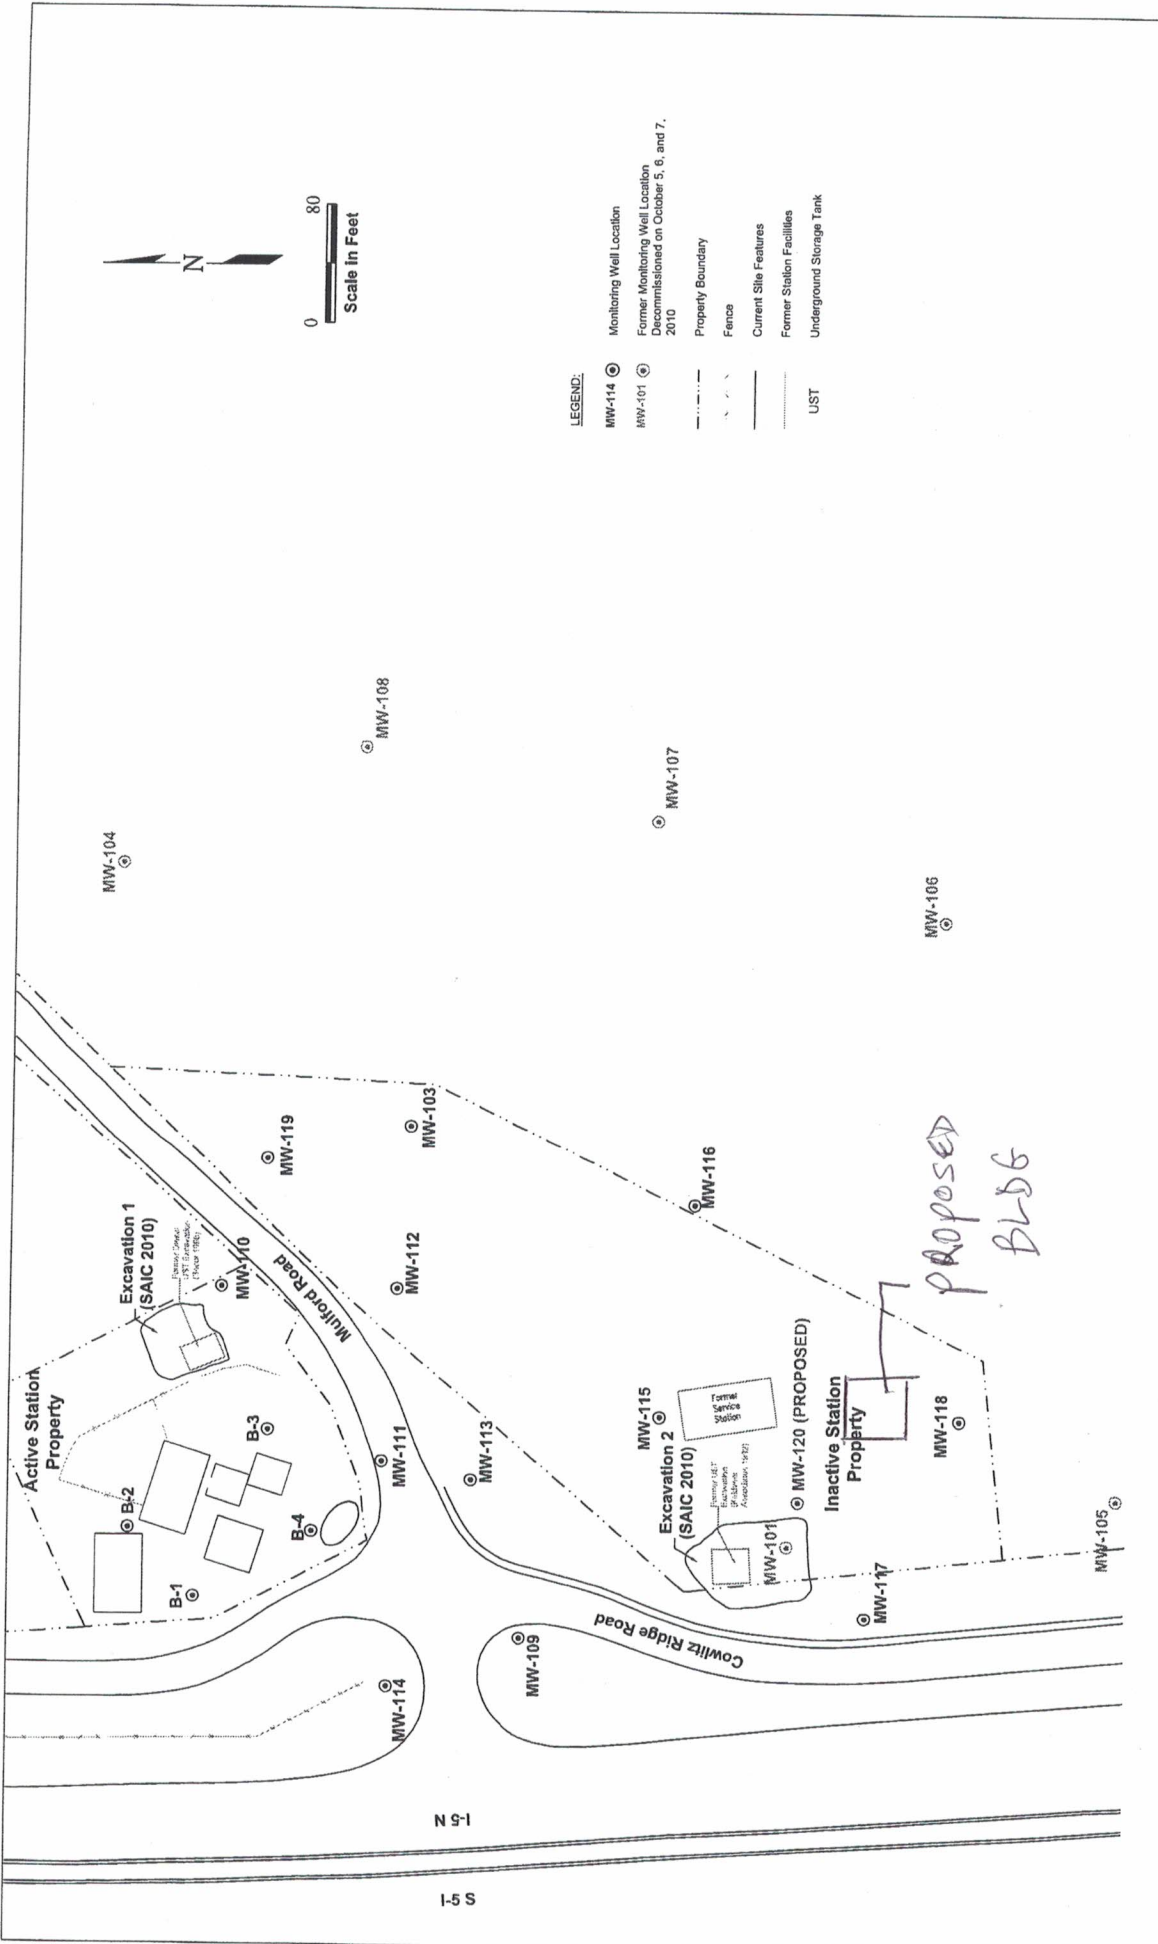 N
0 80
Scale in Feet
LEGEND:
MW-114 Monitoring Well Location
MW-101 Former Monitoring Well Location
Decommissioned on October 5, 6, and 7,
2010
Property Boundary
Fence
Current Site Features
Former Station Facilities
UST Underground Storage Tank
MW-104
MW-108
MW-107
MW-106
Active Station
Property
Excavation 1
(SAIC 2010)
UST Excavation
B-2
B-1
B-3
B-4
MW-110
Mulford Road
MW-119
MW-103
MW-112
MW-111
MW-113
MW-114
MW-109
Cowlitz Ridge Road
MW-116
MW-115
Former
Service
Station
Excavation 2
(SAIC 2010)
Former UST
Excavation
MW-101
MW-120 (PROPOSED)
Inactive Station
Property
MW-118
MW-117
MW-105
PROPOSED
BLDG
I-5 N
I-5 S